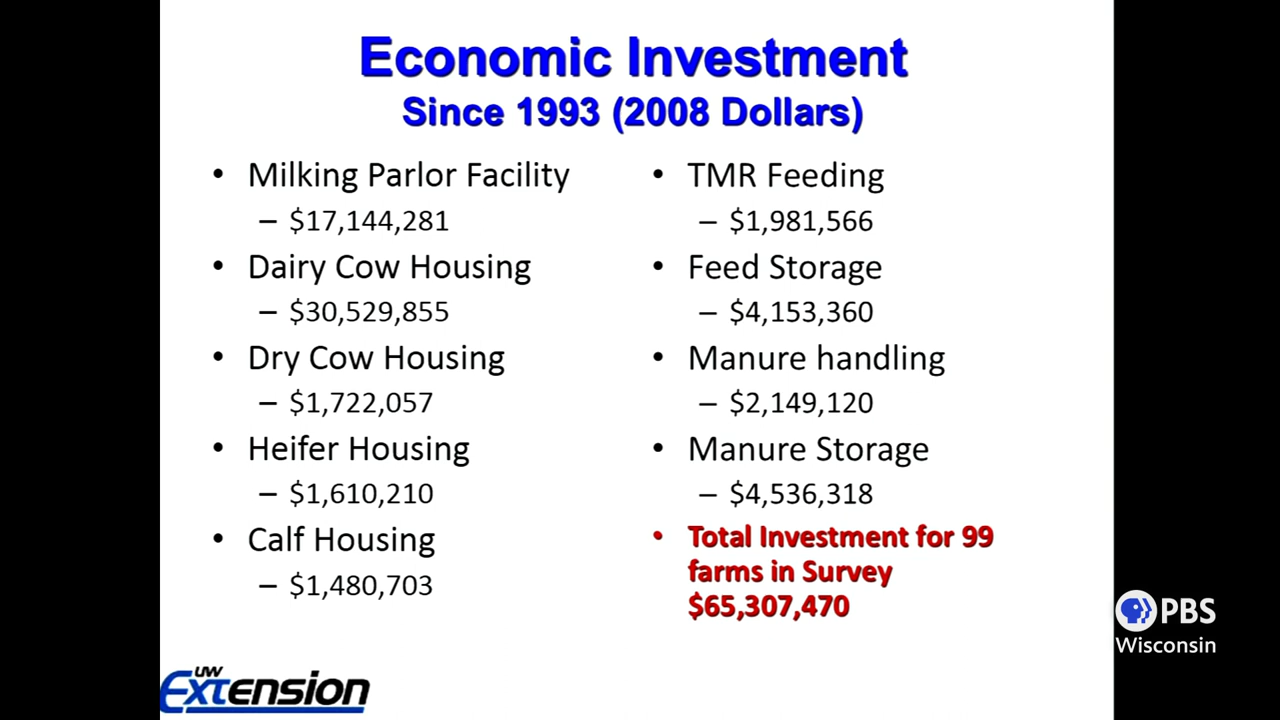 Economic Investment
Since 1993 (2008 Dollars)
• Milking Parlor Facility
– $17,144,281
• Dairy Cow Housing
– $30,529,855
• Dry Cow Housing
– $1,722,057
• Heifer Housing
– $1,610,210
• Calf Housing
– $1,480,703
• TMR Feeding
– $1,981,566
• Feed Storage
– $4,153,360
• Manure handling
– $2,149,120
• Manure Storage
– $4,536,318
• Total Investment for 99
farms in Survey
$65,307,470
PBS
Wisconsin
UW
Extension